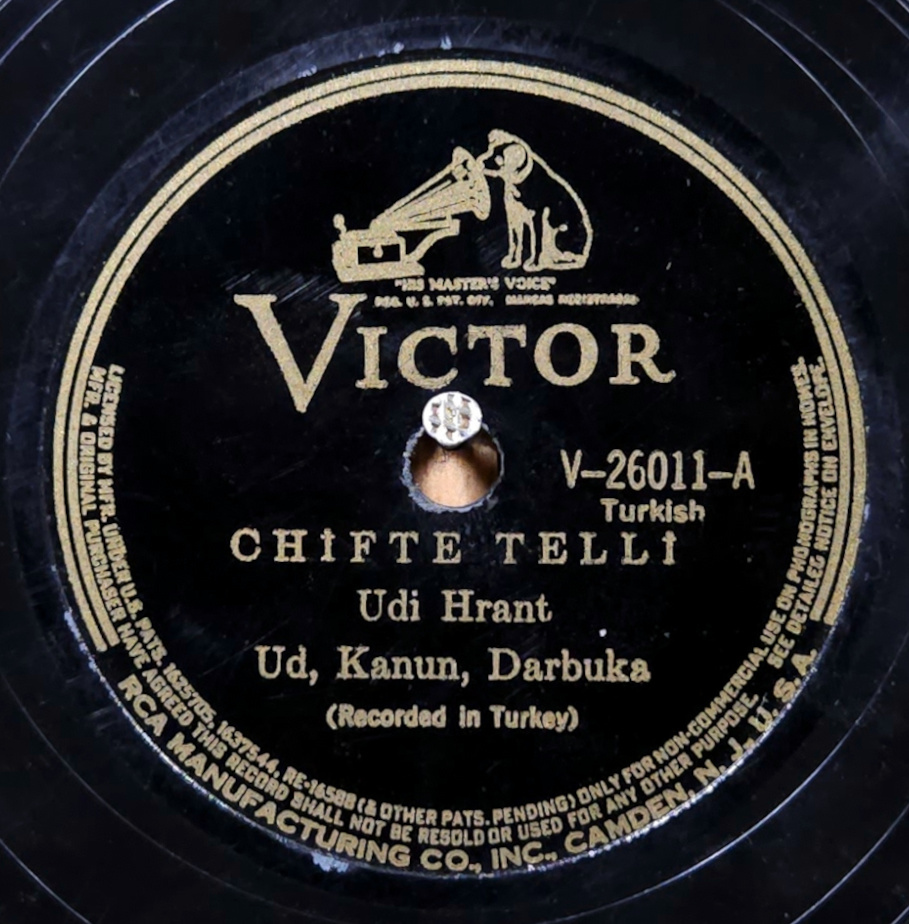 "HIS MASTER'S VOICE"
REG. U. S. PAT. OFF. MARCAS REGISTRADAS
VICTOR
V-26011-A
Turkish
CHİFTE TELLİ
Udi Hrant
Ud, Kanun, Darbuka
(Recorded in Turkey)
LICENSED BY MFR. UNDER U.S. PATS. 1625705, 1637544, RE-16588 (& OTHER PATS. PENDING) ONLY FOR NON-COMMERCIAL USE ON PHONOGRAPHS IN HOMES.
MFR. & ORIGINAL PURCHASER HAVE AGREED THIS RECORD SHALL NOT BE RESOLD OR USED FOR ANY OTHER PURPOSE. SEE DETAILED NOTICE ON ENVELOPE.
RCA MANUFACTURING CO., INC., CAMDEN, N. J., U. S. A.